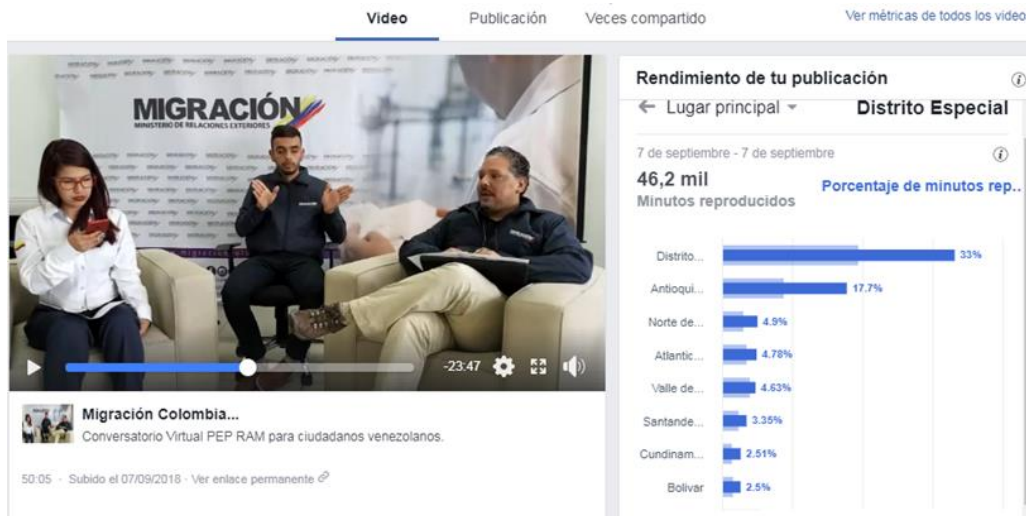 Video
Publicación
Veces compartido
Ver métricas de todos los video
MIGRACIÓN
MINISTERIO DE RELACIONES EXTERIORES
-23:47
Migración Colombia...
Conversatorio Virtual PEP RAM para ciudadanos venezolanos.
50:05 · Subido el 07/09/2018 · Ver enlace permanente
Rendimiento de tu publicación
Lugar principal
Distrito Especial
7 de septiembre - 7 de septiembre
46,2 mil
Minutos reproducidos
Porcentaje de minutos rep..
Distrito... 33%
Antioqui... 17.7%
Norte de... 4.9%
Atlantic... 4.78%
Valle de... 4.63%
Santande... 3.35%
Cundinam... 2.51%
Bolivar 2.5%